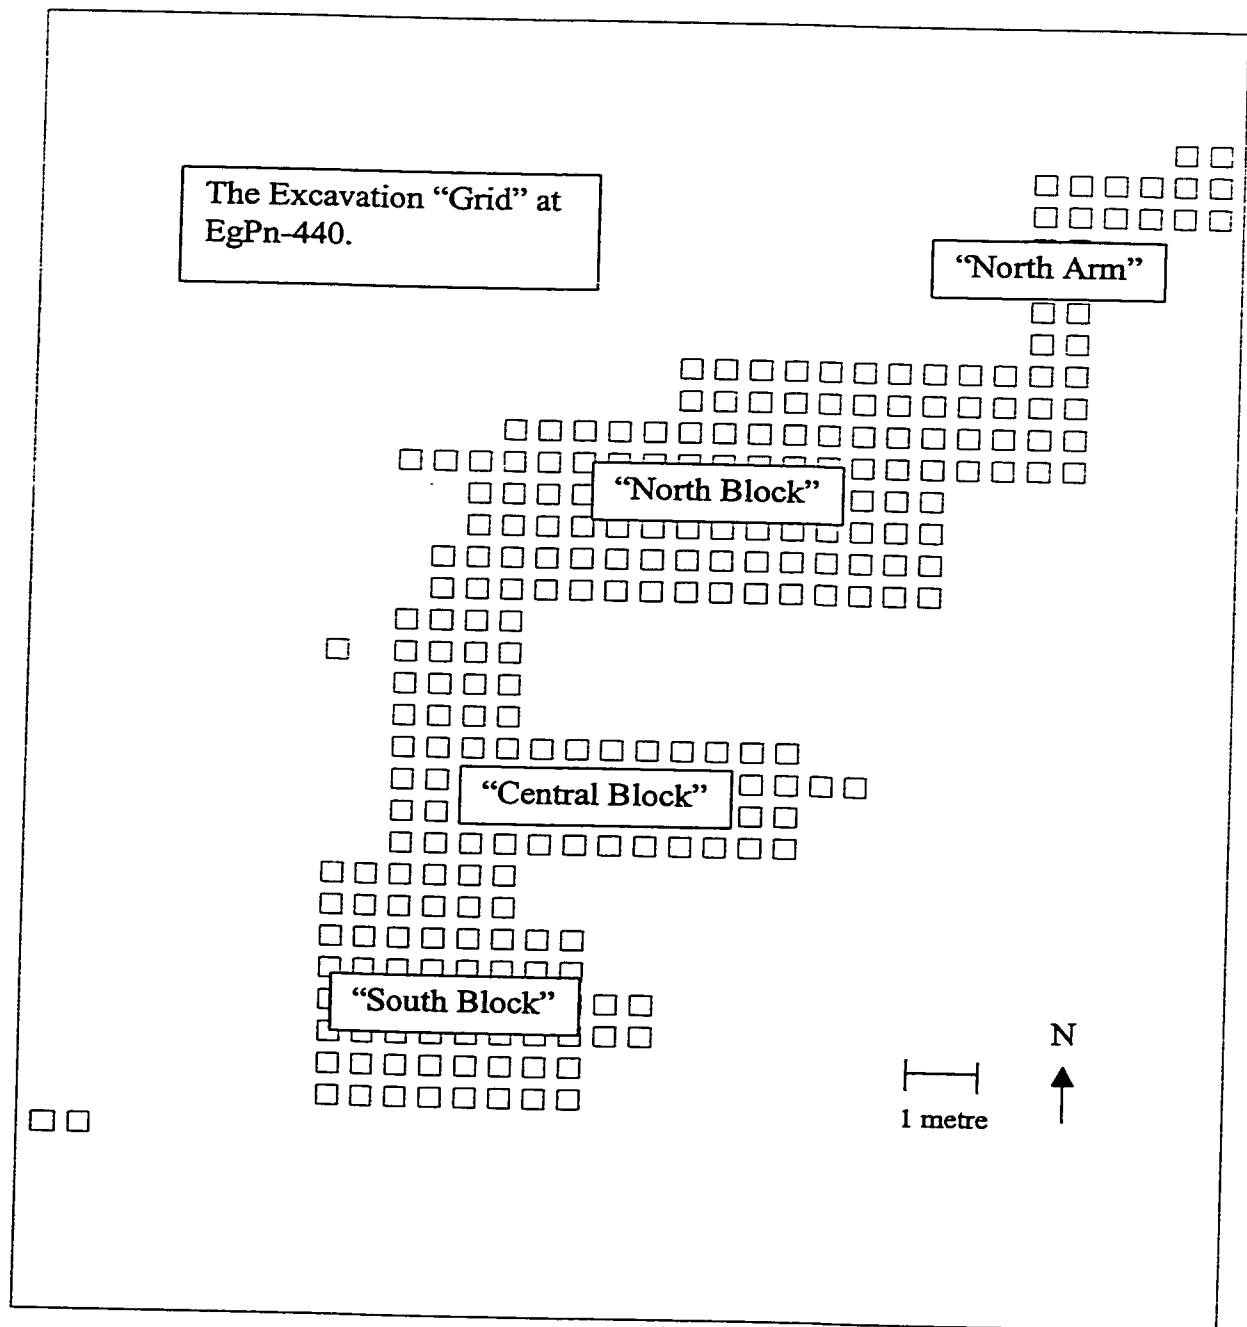 The Excavation “Grid” at
EgPn-440.
“North Arm”
“North Block”
“Central Block”
“South Block”
N
1 metre